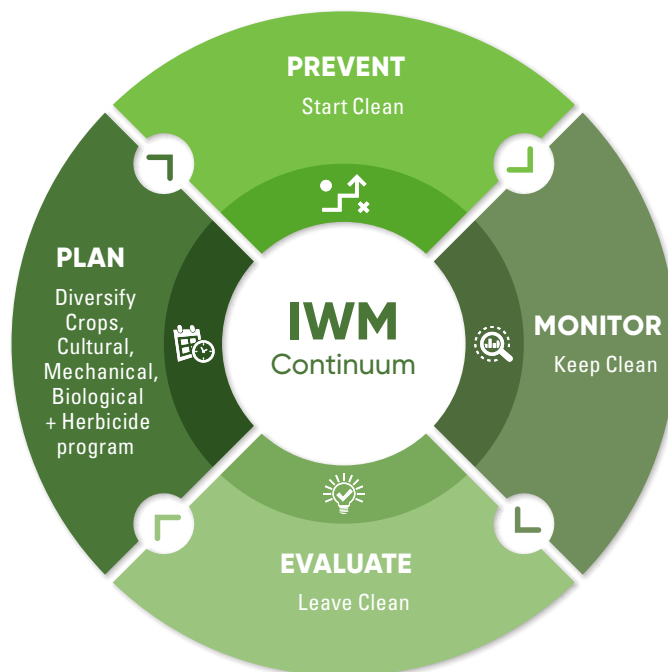 PREVENT
Start Clean
PLAN
Diversify
Crops,
Cultural,
Mechanical,
Biological
+ Herbicide
program
IWM
Continuum
MONITOR
Keep Clean
EVALUATE
Leave Clean